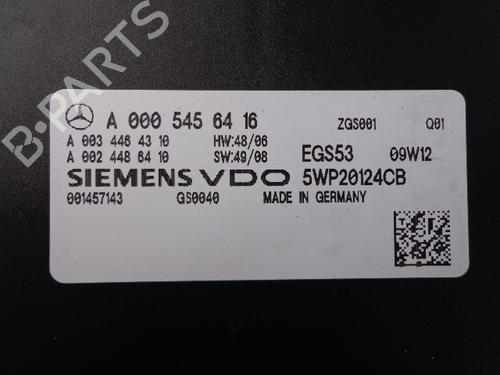 A 000 545 64 16
ZGS001 Q01
A 003 446 43 10 HW:48/06
A 002 448 64 10 SW:49/08 EGS53 09W12
SIEMENS VDO 5WP20124CB
001457143 GS0040 MADE IN GERMANY
B-PARTS